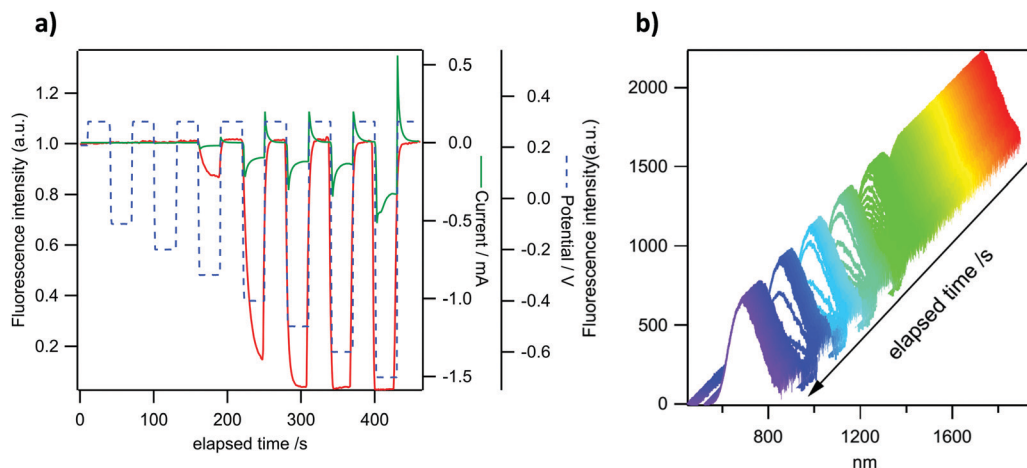 a)
Fluorescence intensity (a.u.)
1.2
1.0
0.8
0.6
0.4
0.2
0 100 200 300 400
elapsed time /s
0.5
0.0
-0.5
-1.0
-1.5
Current / mA
0.4
0.2
0.0
-0.2
-0.4
-0.6
Potential / V
b)
Fluorescence intensity(a.u.)
2000
1500
1000
500
0
800 1200 1600
nm
elapsed time /s